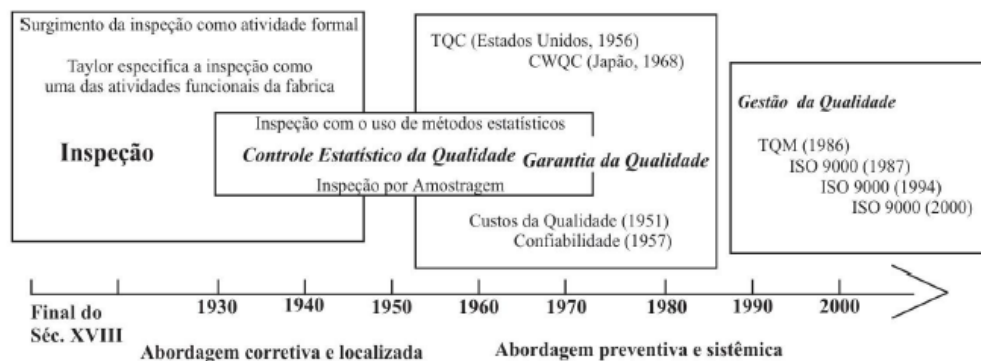 Surgimento da inspeção como atividade formal
Taylor especifica a inspeção como
uma das atividades funcionais da fabrica
Inspeção
Inspeção com o uso de métodos estatísticos
Controle Estatístico da Qualidade
Inspeção por Amostragem
TQC (Estados Unidos, 1956)
CWQC (Japão, 1968)
Garantia da Qualidade
Custos da Qualidade (1951)
Confiabilidade (1957)
Gestão da Qualidade
TQM (1986)
ISO 9000 (1987)
ISO 9000 (1994)
ISO 9000 (2000)
Final do
Séc. XVIII
1930
1940
1950
1960
1970
1980
1990
2000
Abordagem corretiva e localizada
Abordagem preventiva e sistêmica